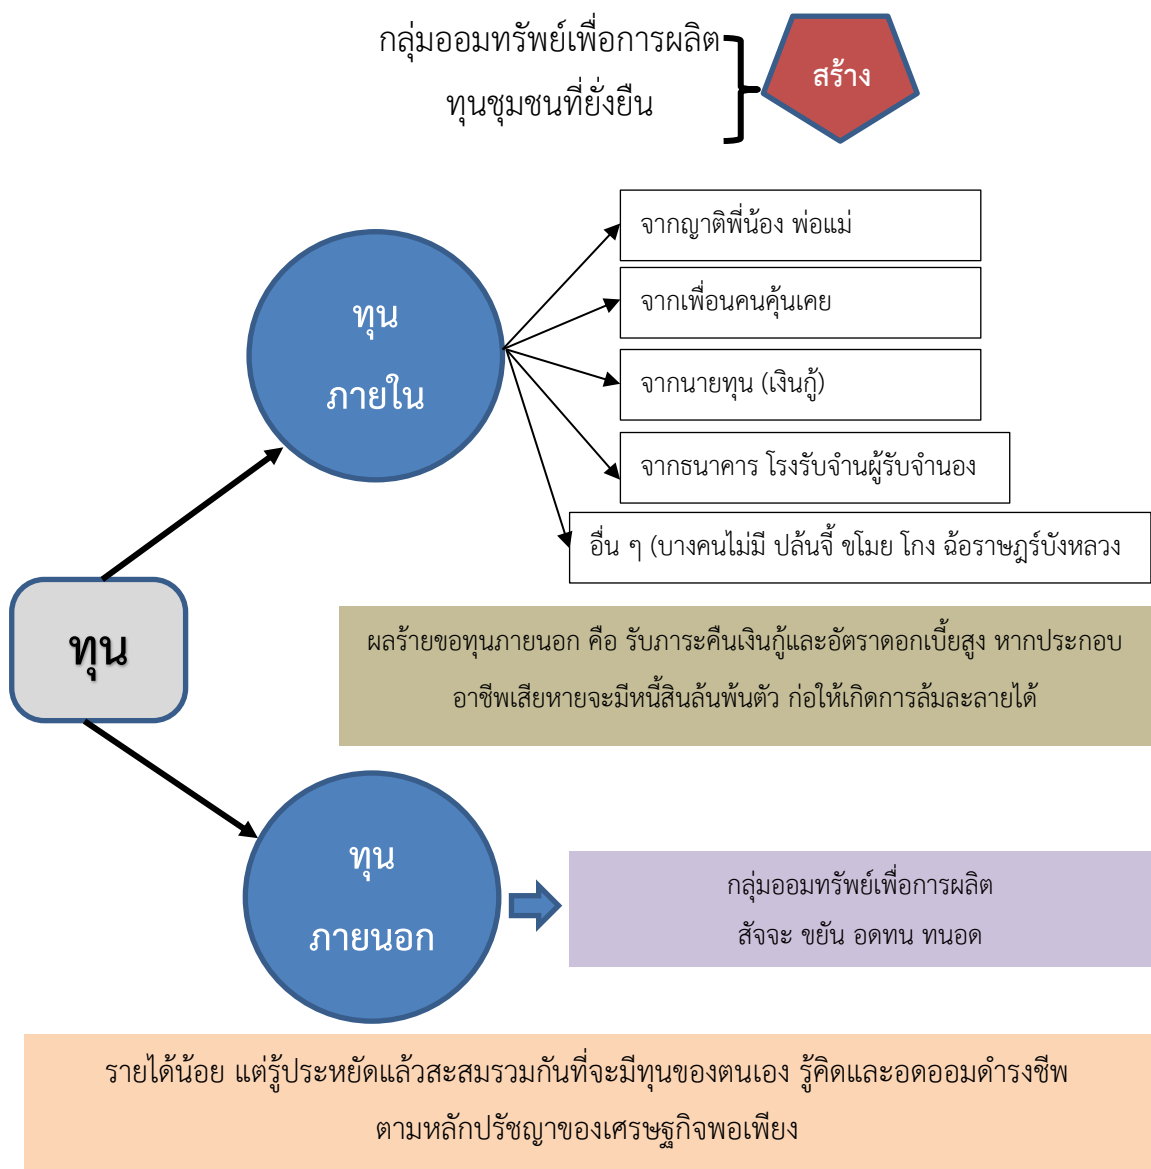 กลุ่มออมทรัพย์เพื่อการผลิต
ทุนชุมชนที่ยั่งยืน
สร้าง
ทุน
ภายใน
จากญาติพี่น้อง พ่อแม่
จากเพื่อนคนคุ้นเคย
จากนายทุน (เงินกู้)
จากธนาคาร โรงรับจำนผู้รับจำนอง
อื่น ๆ (บางคนไม่มี ปล้นจี้ ขโมย โกง ฉ้อราษฎร์บังหลวง
ทุน
ผลร้ายขอทุนภายนอก คือ รับภาระคืนเงินกู้และอัตราดอกเบี้ยสูง หากประกอบ
อาชีพเสียหายจะมีหนี้สินล้นพ้นตัว ก่อให้เกิดการล้มละลายได้
ทุน
ภายนอก
กลุ่มออมทรัพย์เพื่อการผลิต
สัจจะ ขยัน อดทน ทนอด
รายได้น้อย แต่รู้ประหยัดแล้วสะสมรวมกันที่จะมีทุนของตนเอง รู้คิดและอดออมดำรงชีพ
ตามหลักปรัชญาของเศรษฐกิจพอเพียง